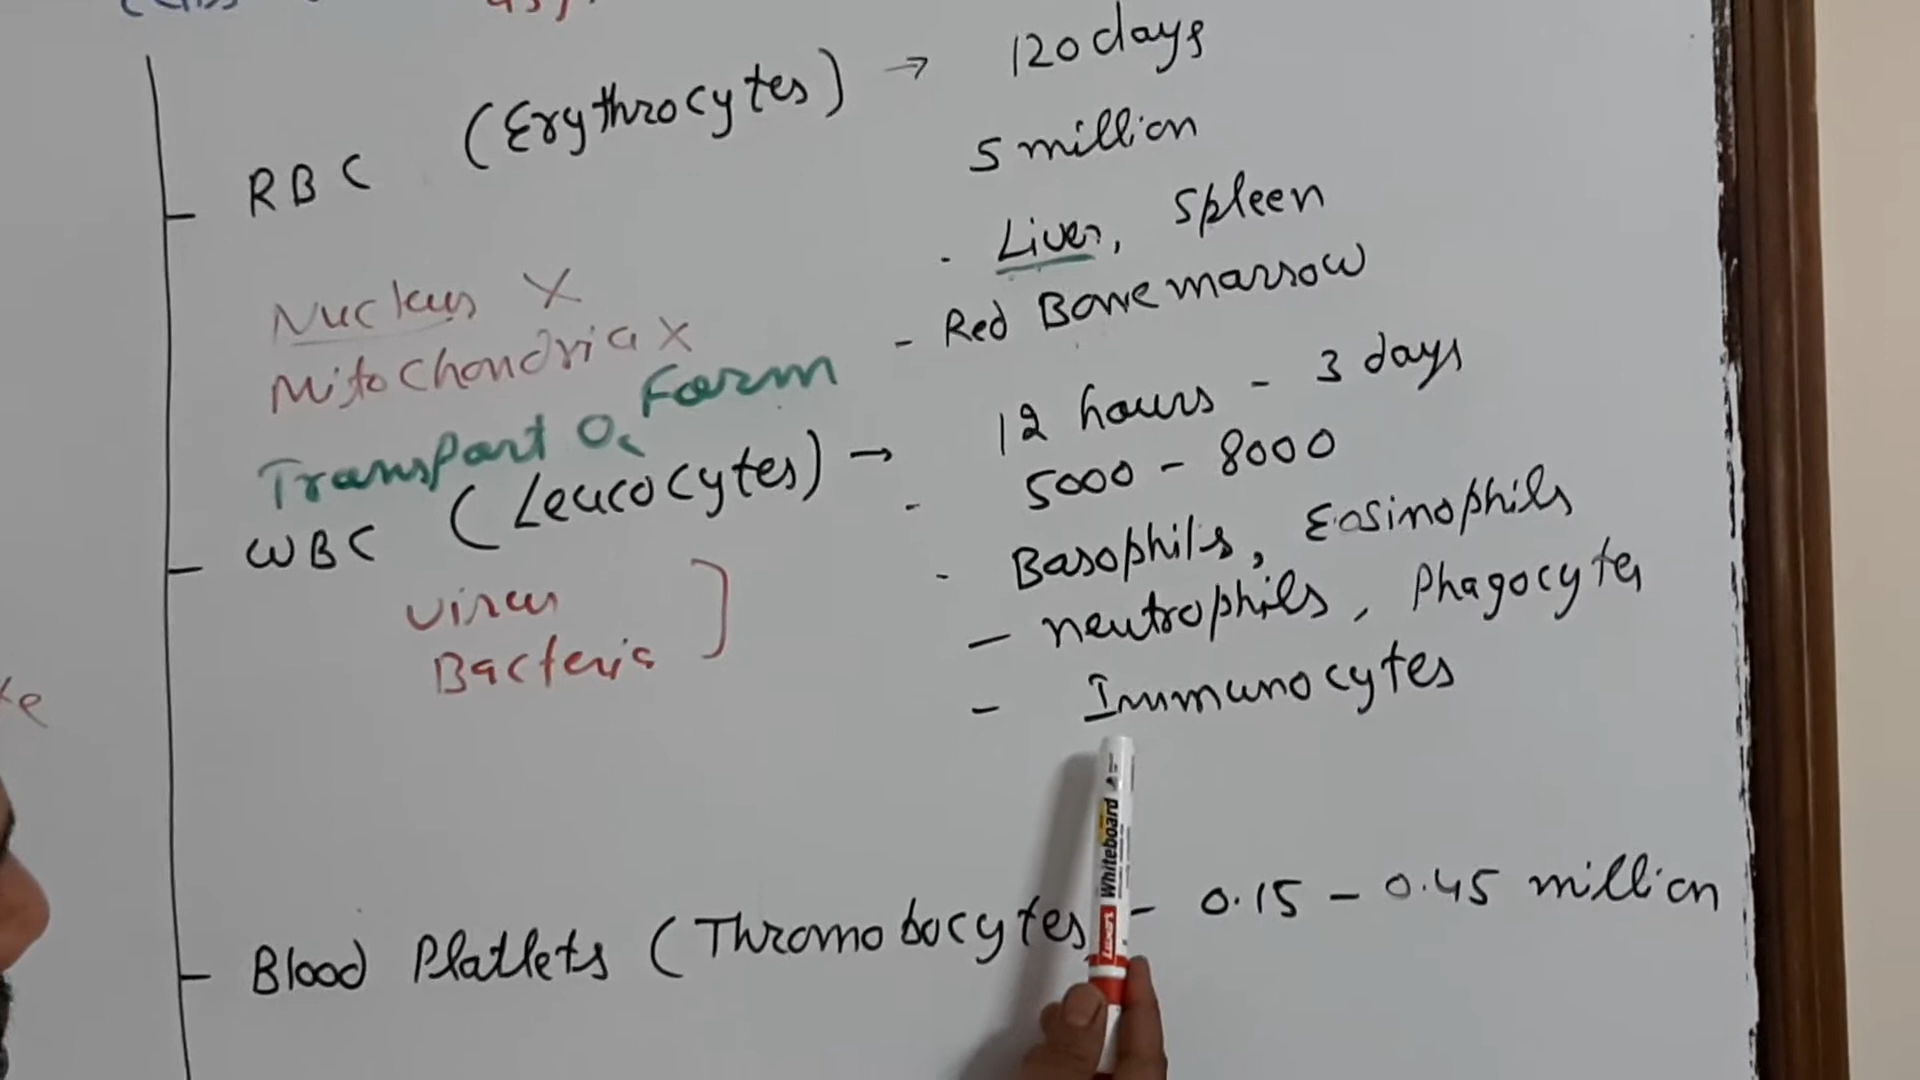 RBC (Erythrocytes) → 120 days
5 million
. Liver, Spleen
- Red Bone marrow
Nucleus X
Mitochondria X
Transport O₂ Form
WBC (Leucocytes) → 12 hours - 3 days
- 5000 - 8000
- Basophils, Eosinophils
- neutrophils, Phagocytes
- Immunocytes
Virus
Bacteria
Blood Platlets (Thromobocytes - 0.15 - 0.45 million
Whiteboard
Luxor